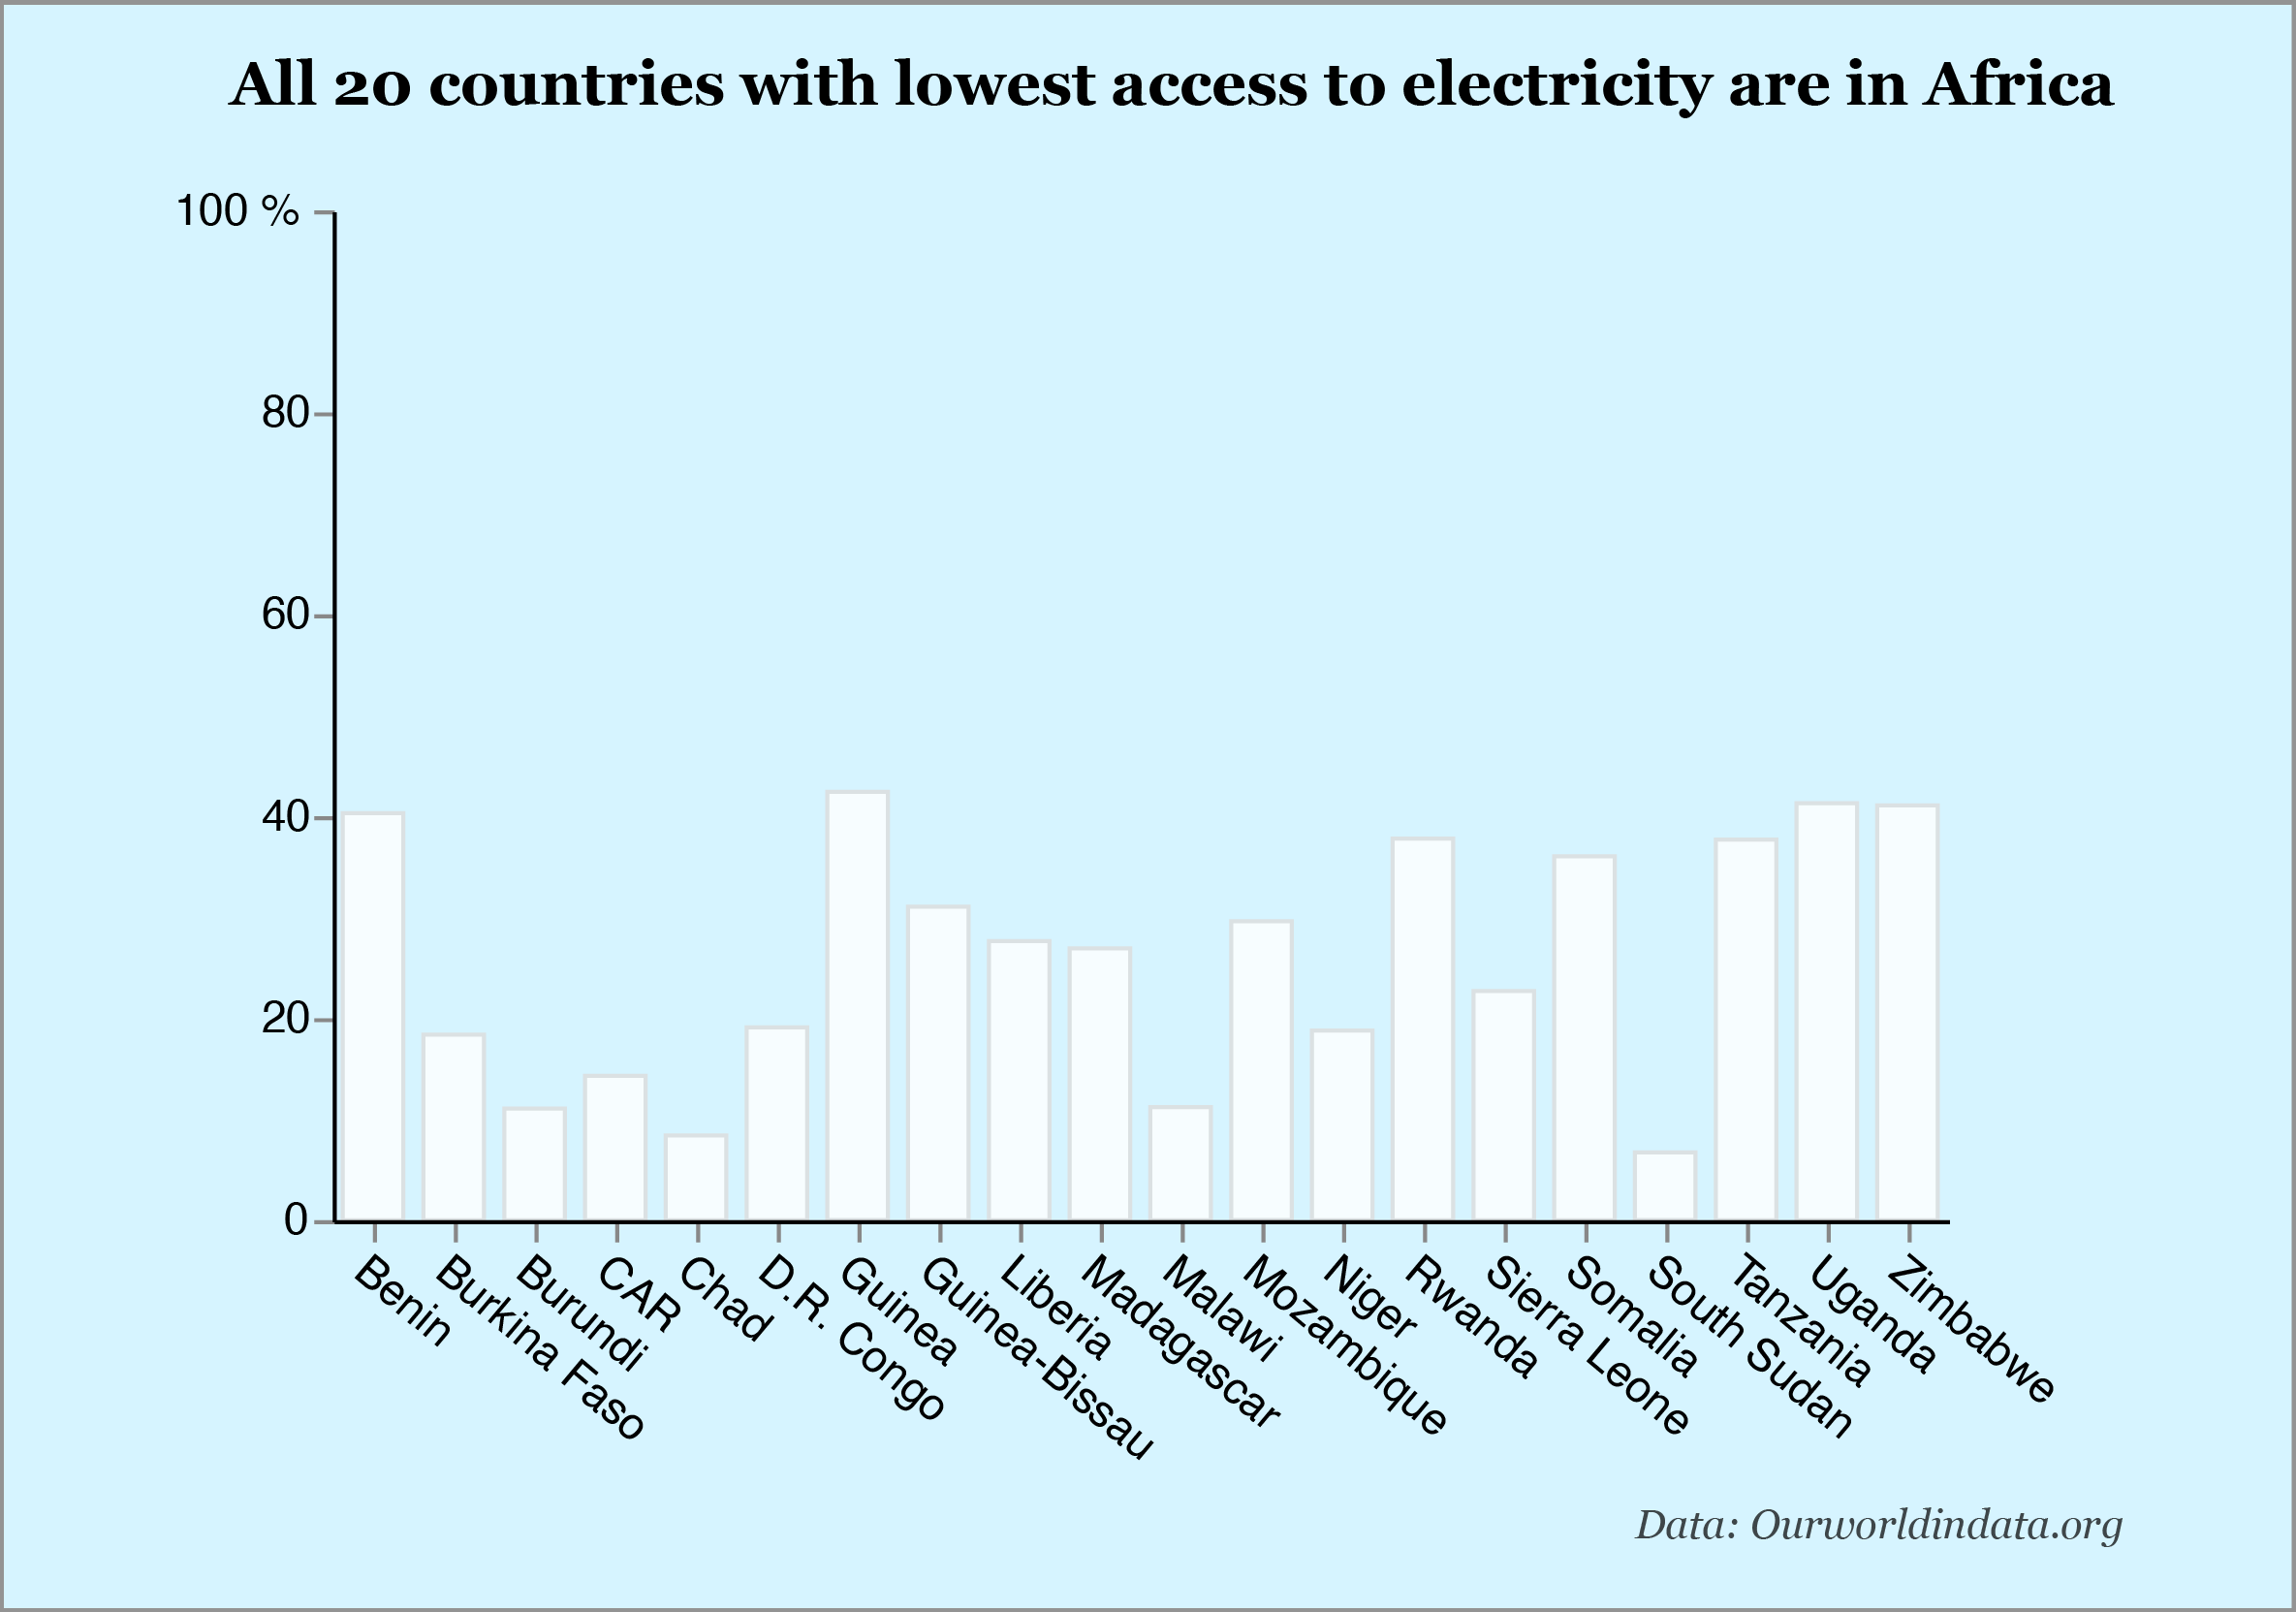 All 20 countries with lowest access to electricity are in Africa
100 %
80
60
40
20
0
Benin
Burkina Faso
Burundi
CAR
Chad
D.R. Congo
Guinea
Guinea-Bissau
Liberia
Madagascar
Malawi
Mozambique
Niger
Rwanda
Sierra Leone
Somalia
South Sudan
Tanzania
Uganda
Zimbabwe
Data: Ourworldindata.org